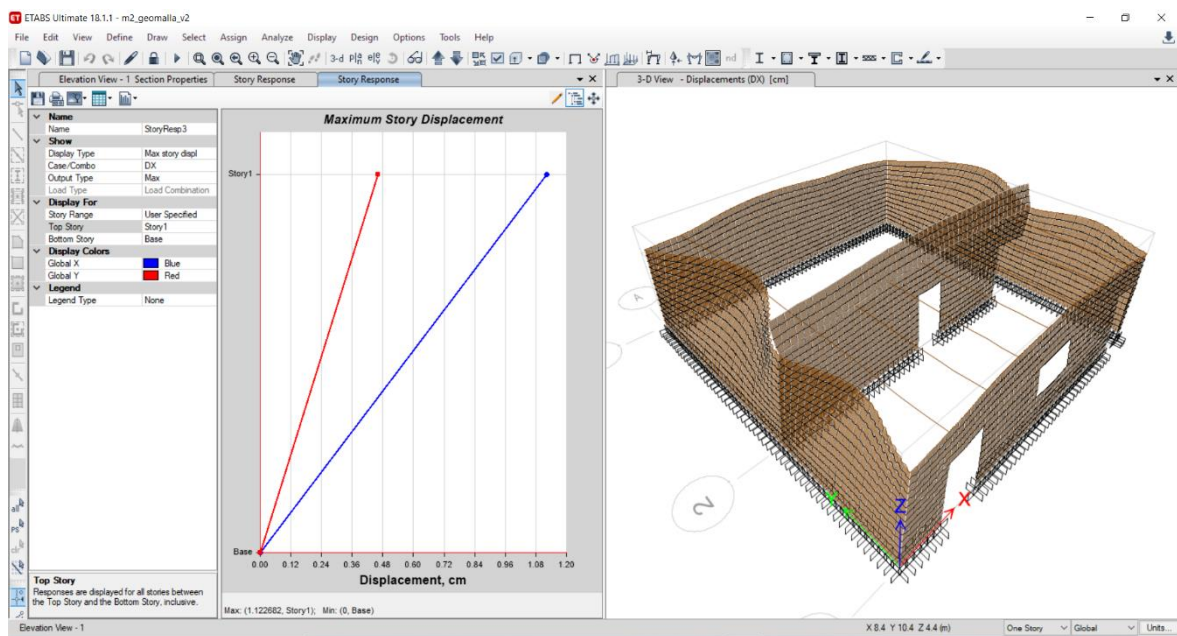 ETABS Ultimate 18.1.1 - m2_geomalla_v2
File Edit View Define Draw Select Assign Analyze Display Design Options Tools Help
3-d
nd
Elevation View - 1 Section Properties
Story Response
Story Response
3-D View - Displacements (DX) [cm]
Name
Name StoryResp3
Show
Display Type Max story displ
Case/Combo DX
Output Type Max
Load Type Load Combination
Display For
Story Range User Specified
Top Story Story1
Bottom Story Base
Display Colors
Global X Blue
Global Y Red
Legend
Legend Type None
Maximum Story Displacement
Story1
Base
0.00 0.12 0.24 0.36 0.48 0.60 0.72 0.84 0.96 1.08 1.20
Displacement, cm
Max: (1.122682, Story1); Min: (0, Base)
Top Story
Responses are displayed for all stories between
the Top Story and the Bottom Story, inclusive.
A
2
Y
Z
X
all
PS
clr
Elevation View - 1
X 8.4 Y 10.4 Z 4.4 (m)
One Story
Global
Units...